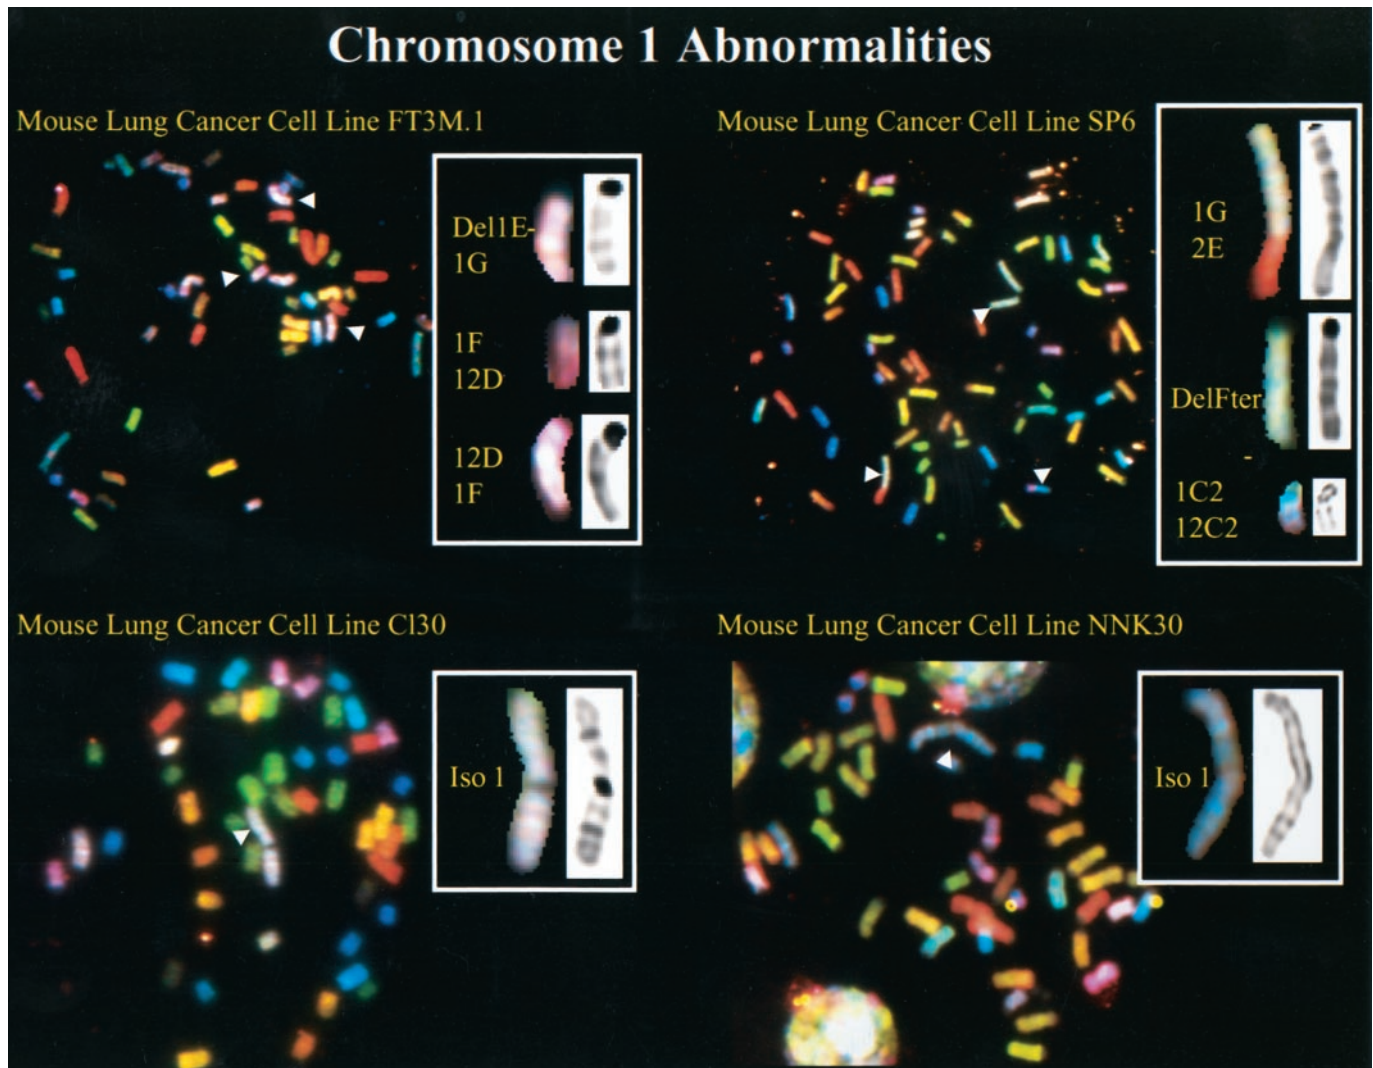 Chromosome 1 Abnormalities
Mouse Lung Cancer Cell Line FT3M.1
Del1E-
1G
1F
12D
12D
1F
Mouse Lung Cancer Cell Line SP6
1G
2E
DelFter
1C2
12C2
Mouse Lung Cancer Cell Line Cl30
Iso 1
Mouse Lung Cancer Cell Line NNK30
Iso 1